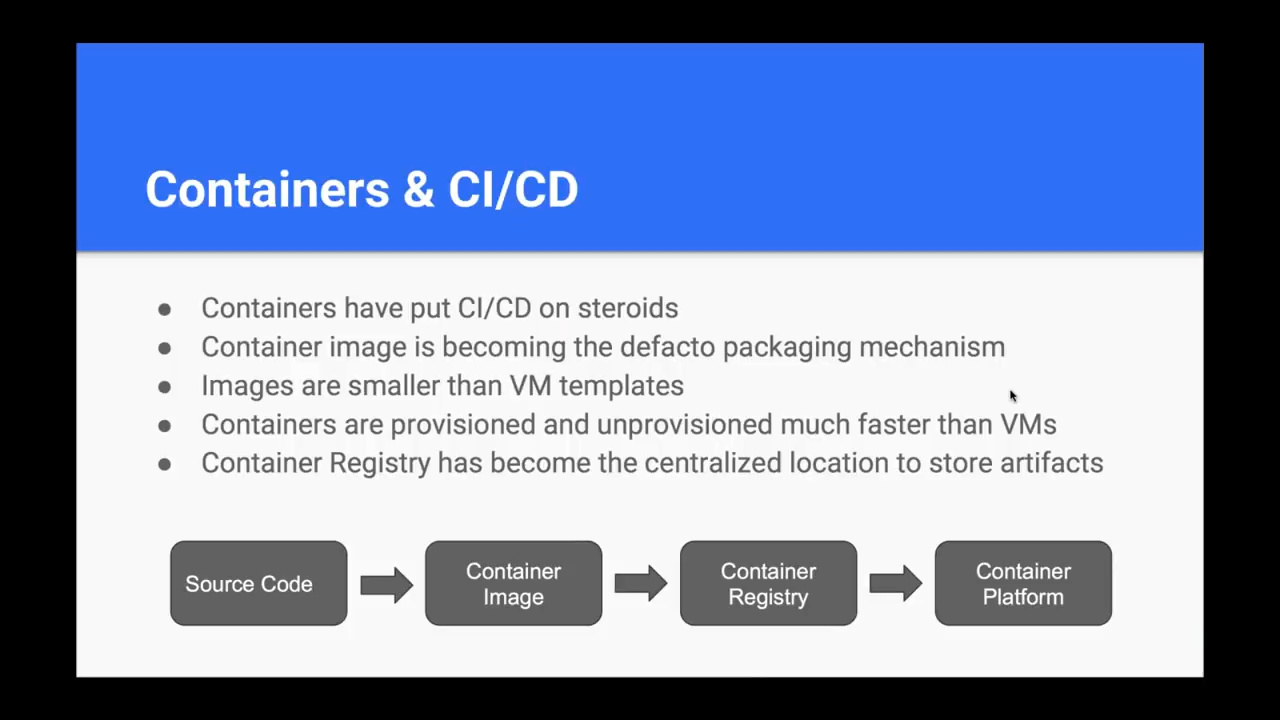 Containers & CI/CD
● Containers have put CI/CD on steroids
● Container image is becoming the defacto packaging mechanism
● Images are smaller than VM templates
● Containers are provisioned and unprovisioned much faster than VMs
● Container Registry has become the centralized location to store artifacts
Source Code
Container
Image
Container
Registry
Container
Platform